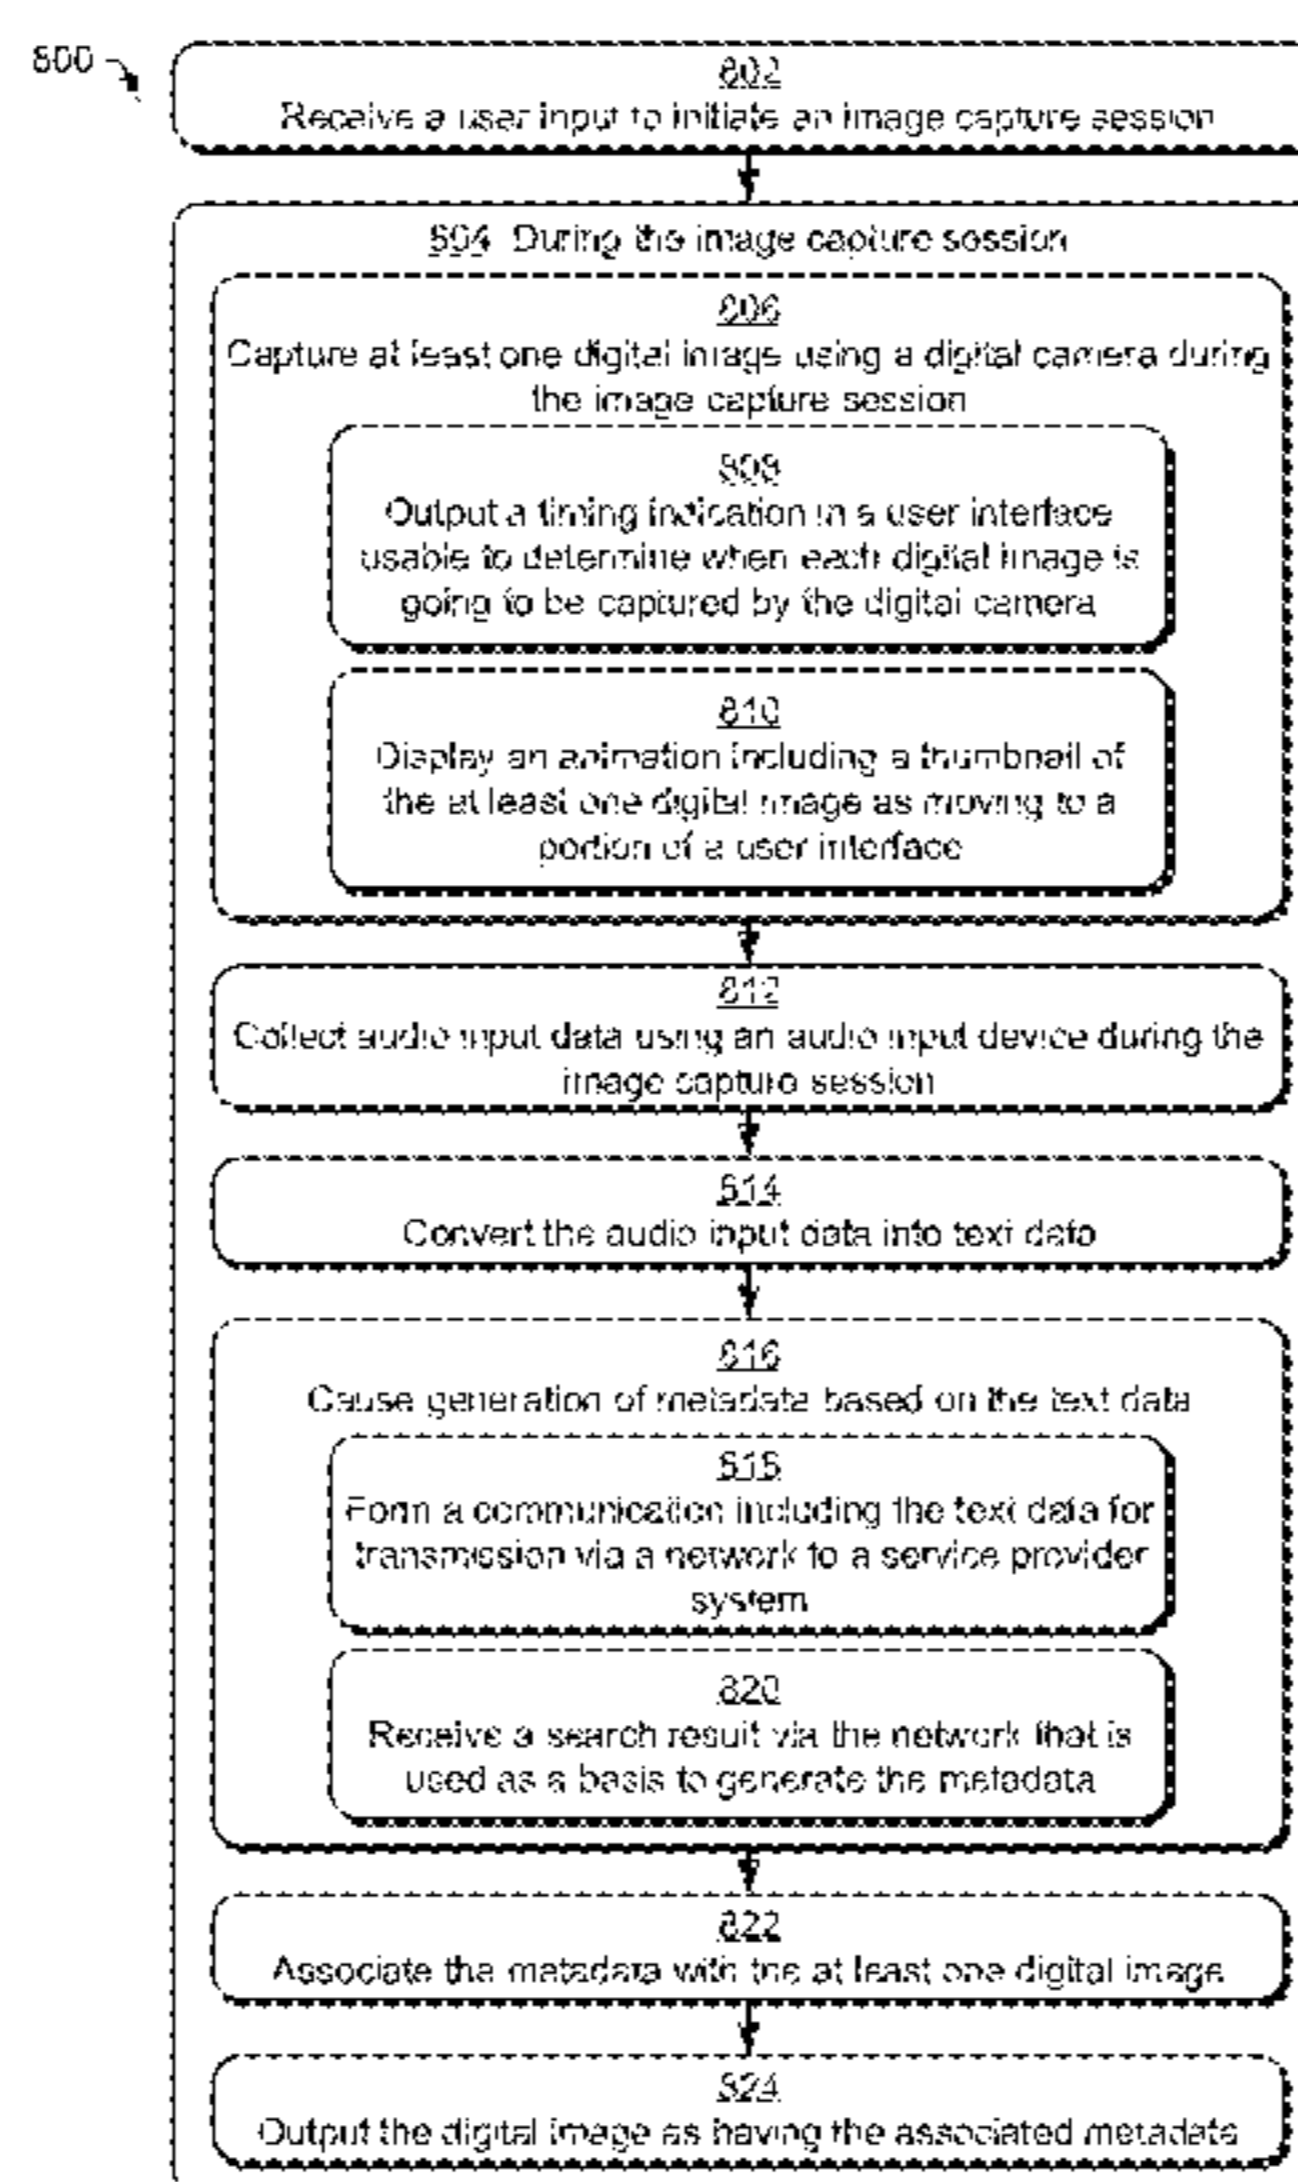 800
802
Receive a user input to initiate an image capture session
804 During the image capture session
806
Capture at least one digital image using a digital camera during
the image capture session
808
Output a timing indication in a user interface
usable to determine when each digital image is
going to be captured by the digital camera
810
Display an animation including a thumbnail of
the at least one digital image as moving to a
portion of a user interface
812
Collect audio input data using an audio input device during the
image capture session
814
Convert the audio input data into text data
816
Cause generation of metadata based on the text data
818
Form a communication including the text data for
transmission via a network to a service provider
system
820
Receive a search result via the network that is
used as a basis to generate the metadata
822
Associate the metadata with the at least one digital image
824
Output the digital image as having the associated metadata